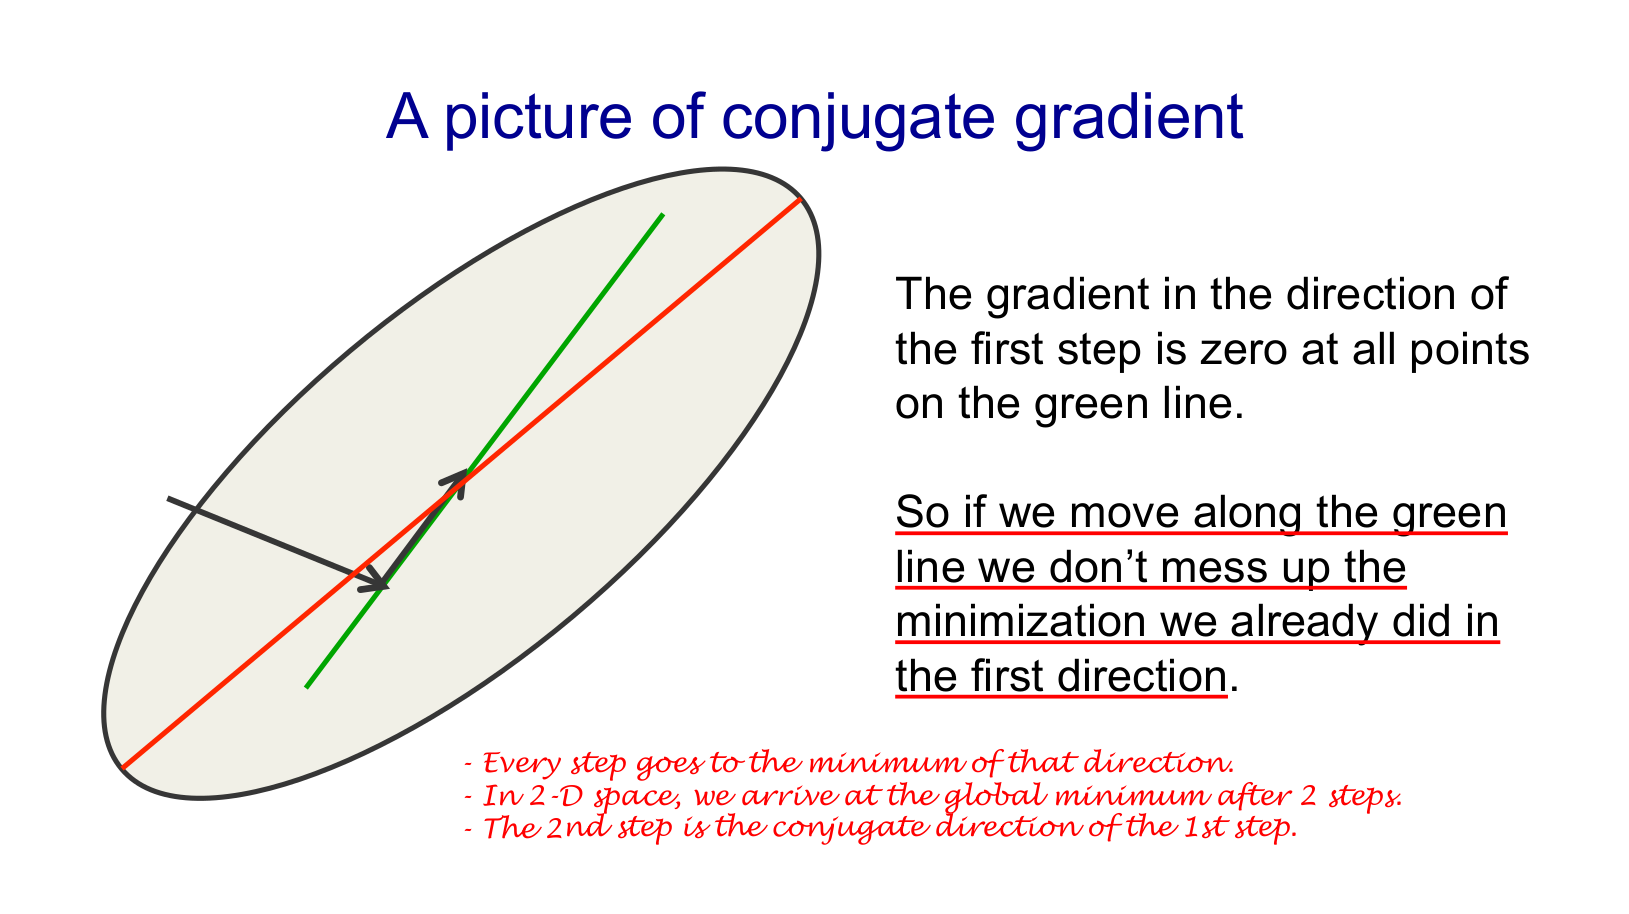 A picture of conjugate gradient
The gradient in the direction of
the first step is zero at all points
on the green line.
So if we move along the green
line we don’t mess up the
minimization we already did in
the first direction.
- Every step goes to the minimum of that direction.
- In 2-D space, we arrive at the global minimum after 2 steps.
- The 2nd step is the conjugate direction of the 1st step.